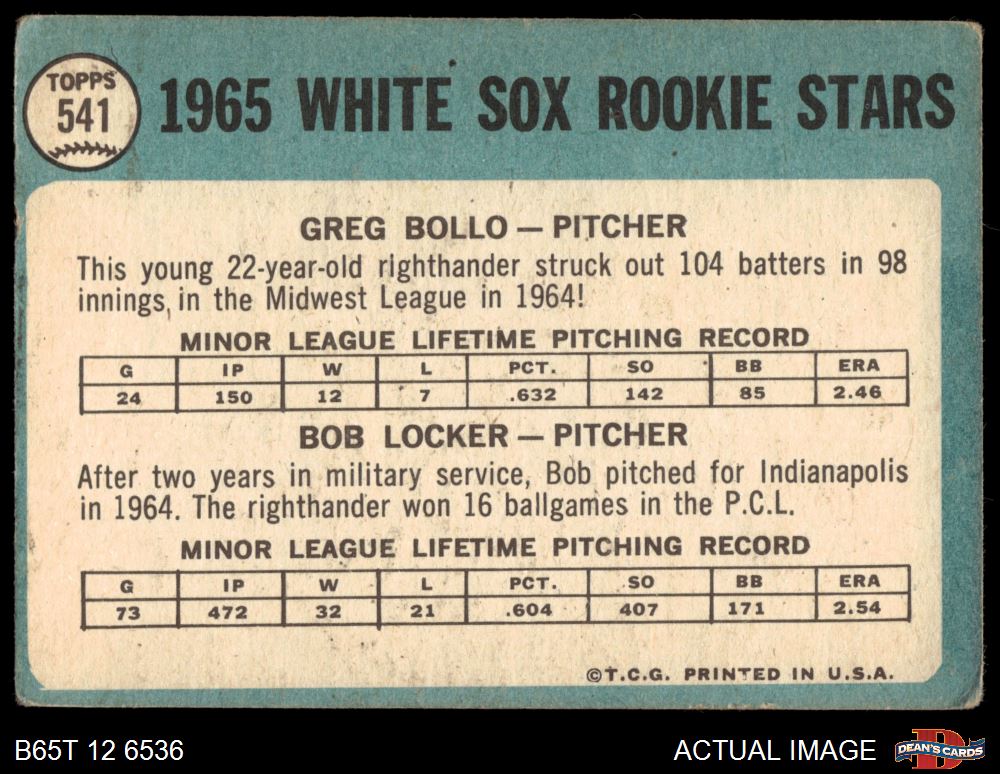 TOPPS
541
1965 WHITE SOX ROOKIE STARS
GREG BOLLO — PITCHER
This young 22-year-old righthander struck out 104 batters in 98
innings, in the Midwest League in 1964!
MINOR LEAGUE LIFETIME PITCHING RECORD
G IP W L PCT. SO BB ERA
24 150 12 7 .632 142 85 2.46
BOB LOCKER — PITCHER
After two years in military service, Bob pitched for Indianapolis
in 1964. The righthander won 16 ballgames in the P.C.L.
MINOR LEAGUE LIFETIME PITCHING RECORD
G IP W L PCT. SO BB ERA
73 472 32 21 .604 407 171 2.54
©T.C.G. PRINTED IN U.S.A.
B65T 12 6536
ACTUAL IMAGE
D
DEAN'S CARDS